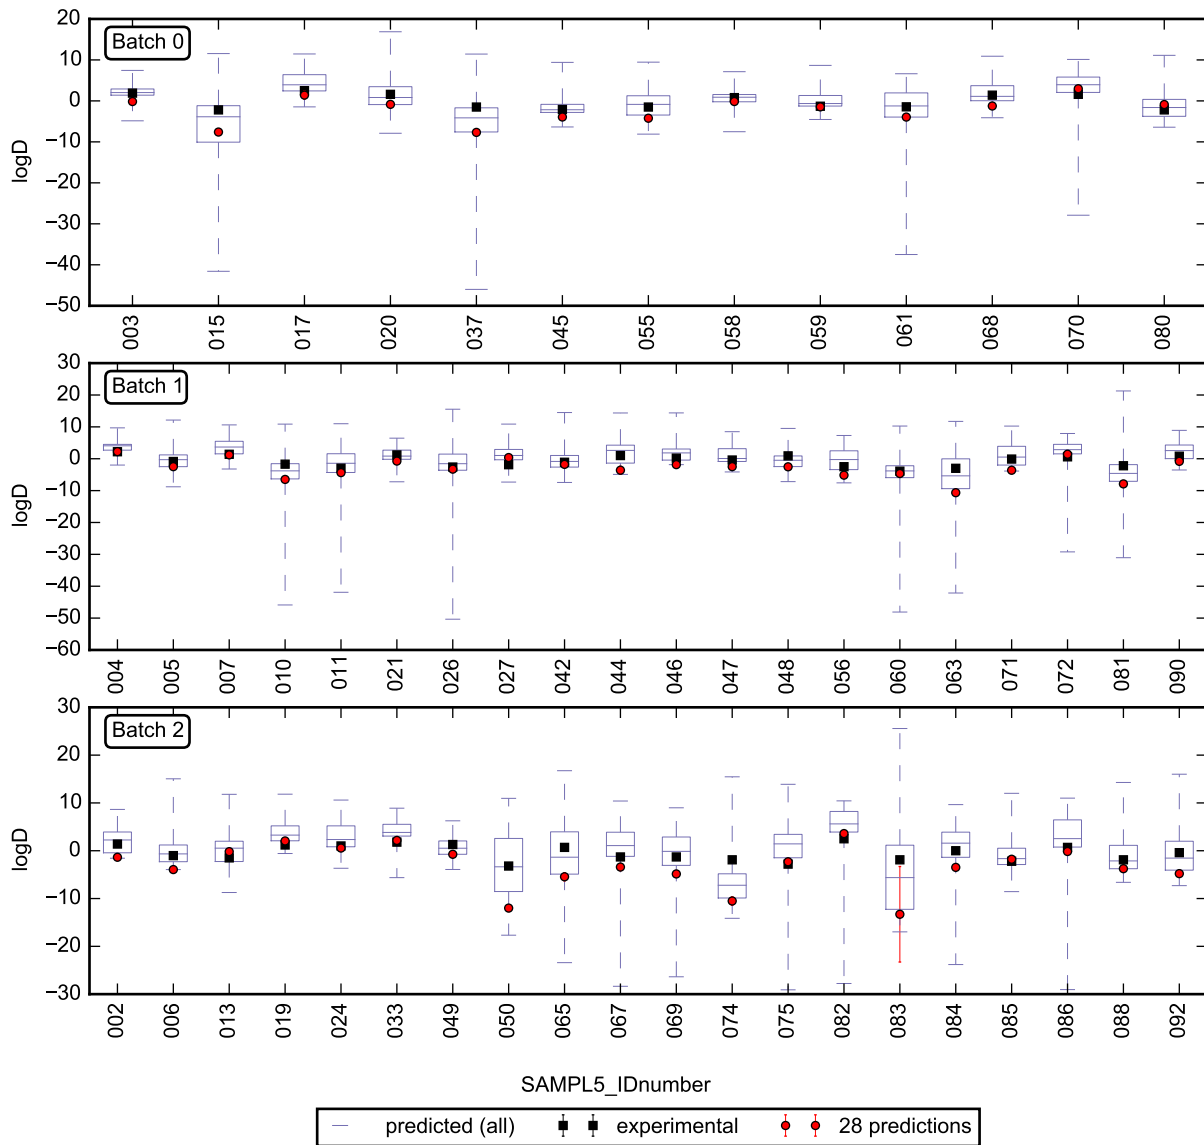 Batch 0
logD
20
10
0
−10
−20
−30
−40
−50
003 015 017 020 037 045 055 058 059 061 068 070 080
Batch 1
logD
30
20
10
0
−10
−20
−30
−40
−50
−60
004 005 007 010 011 021 026 027 042 044 046 047 048 056 060 063 071 072 081 090
Batch 2
logD
30
20
10
0
−10
−20
−30
002 006 013 019 024 033 049 050 065 067 069 074 075 082 083 084 085 086 088 092
SAMPL5_IDnumber
predicted (all) experimental 28 predictions